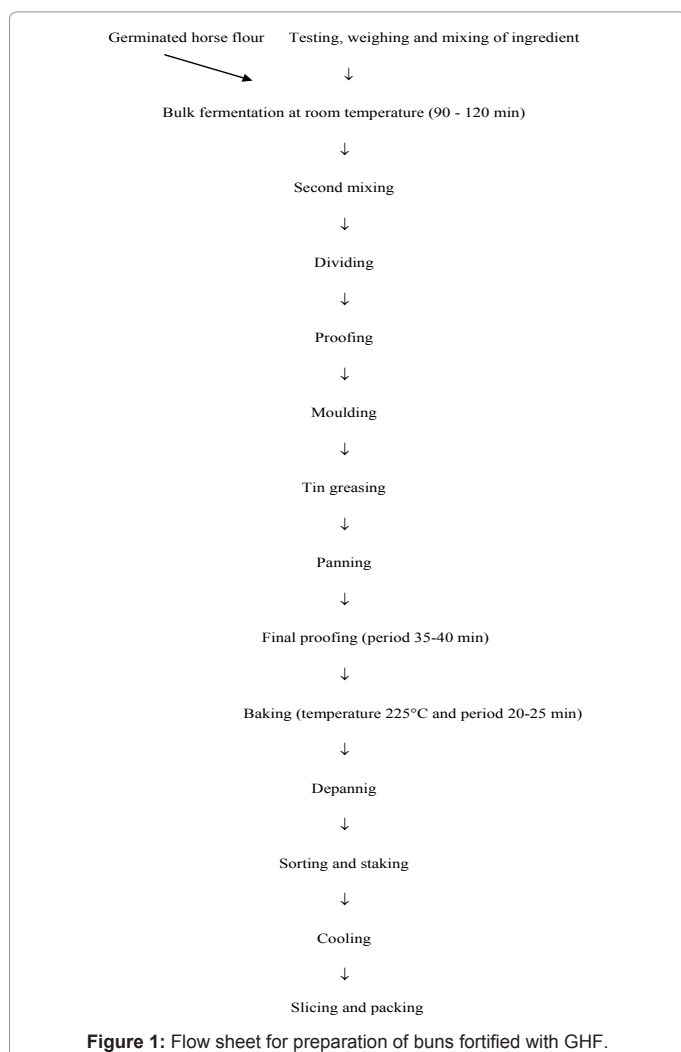 Germinated horse flour Testing, weighing and mixing of ingredient
↓
Bulk fermentation at room temperature (90 - 120 min)
↓
Second mixing
↓
Dividing
↓
Proofing
↓
Moulding
↓
Tin greasing
↓
Panning
↓
Final proofing (period 35-40 min)
↓
Baking (temperature 225°C and period 20-25 min)
↓
Depannig
↓
Sorting and staking
↓
Cooling
↓
Slicing and packing
Figure 1: Flow sheet for preparation of buns fortified with GHF.